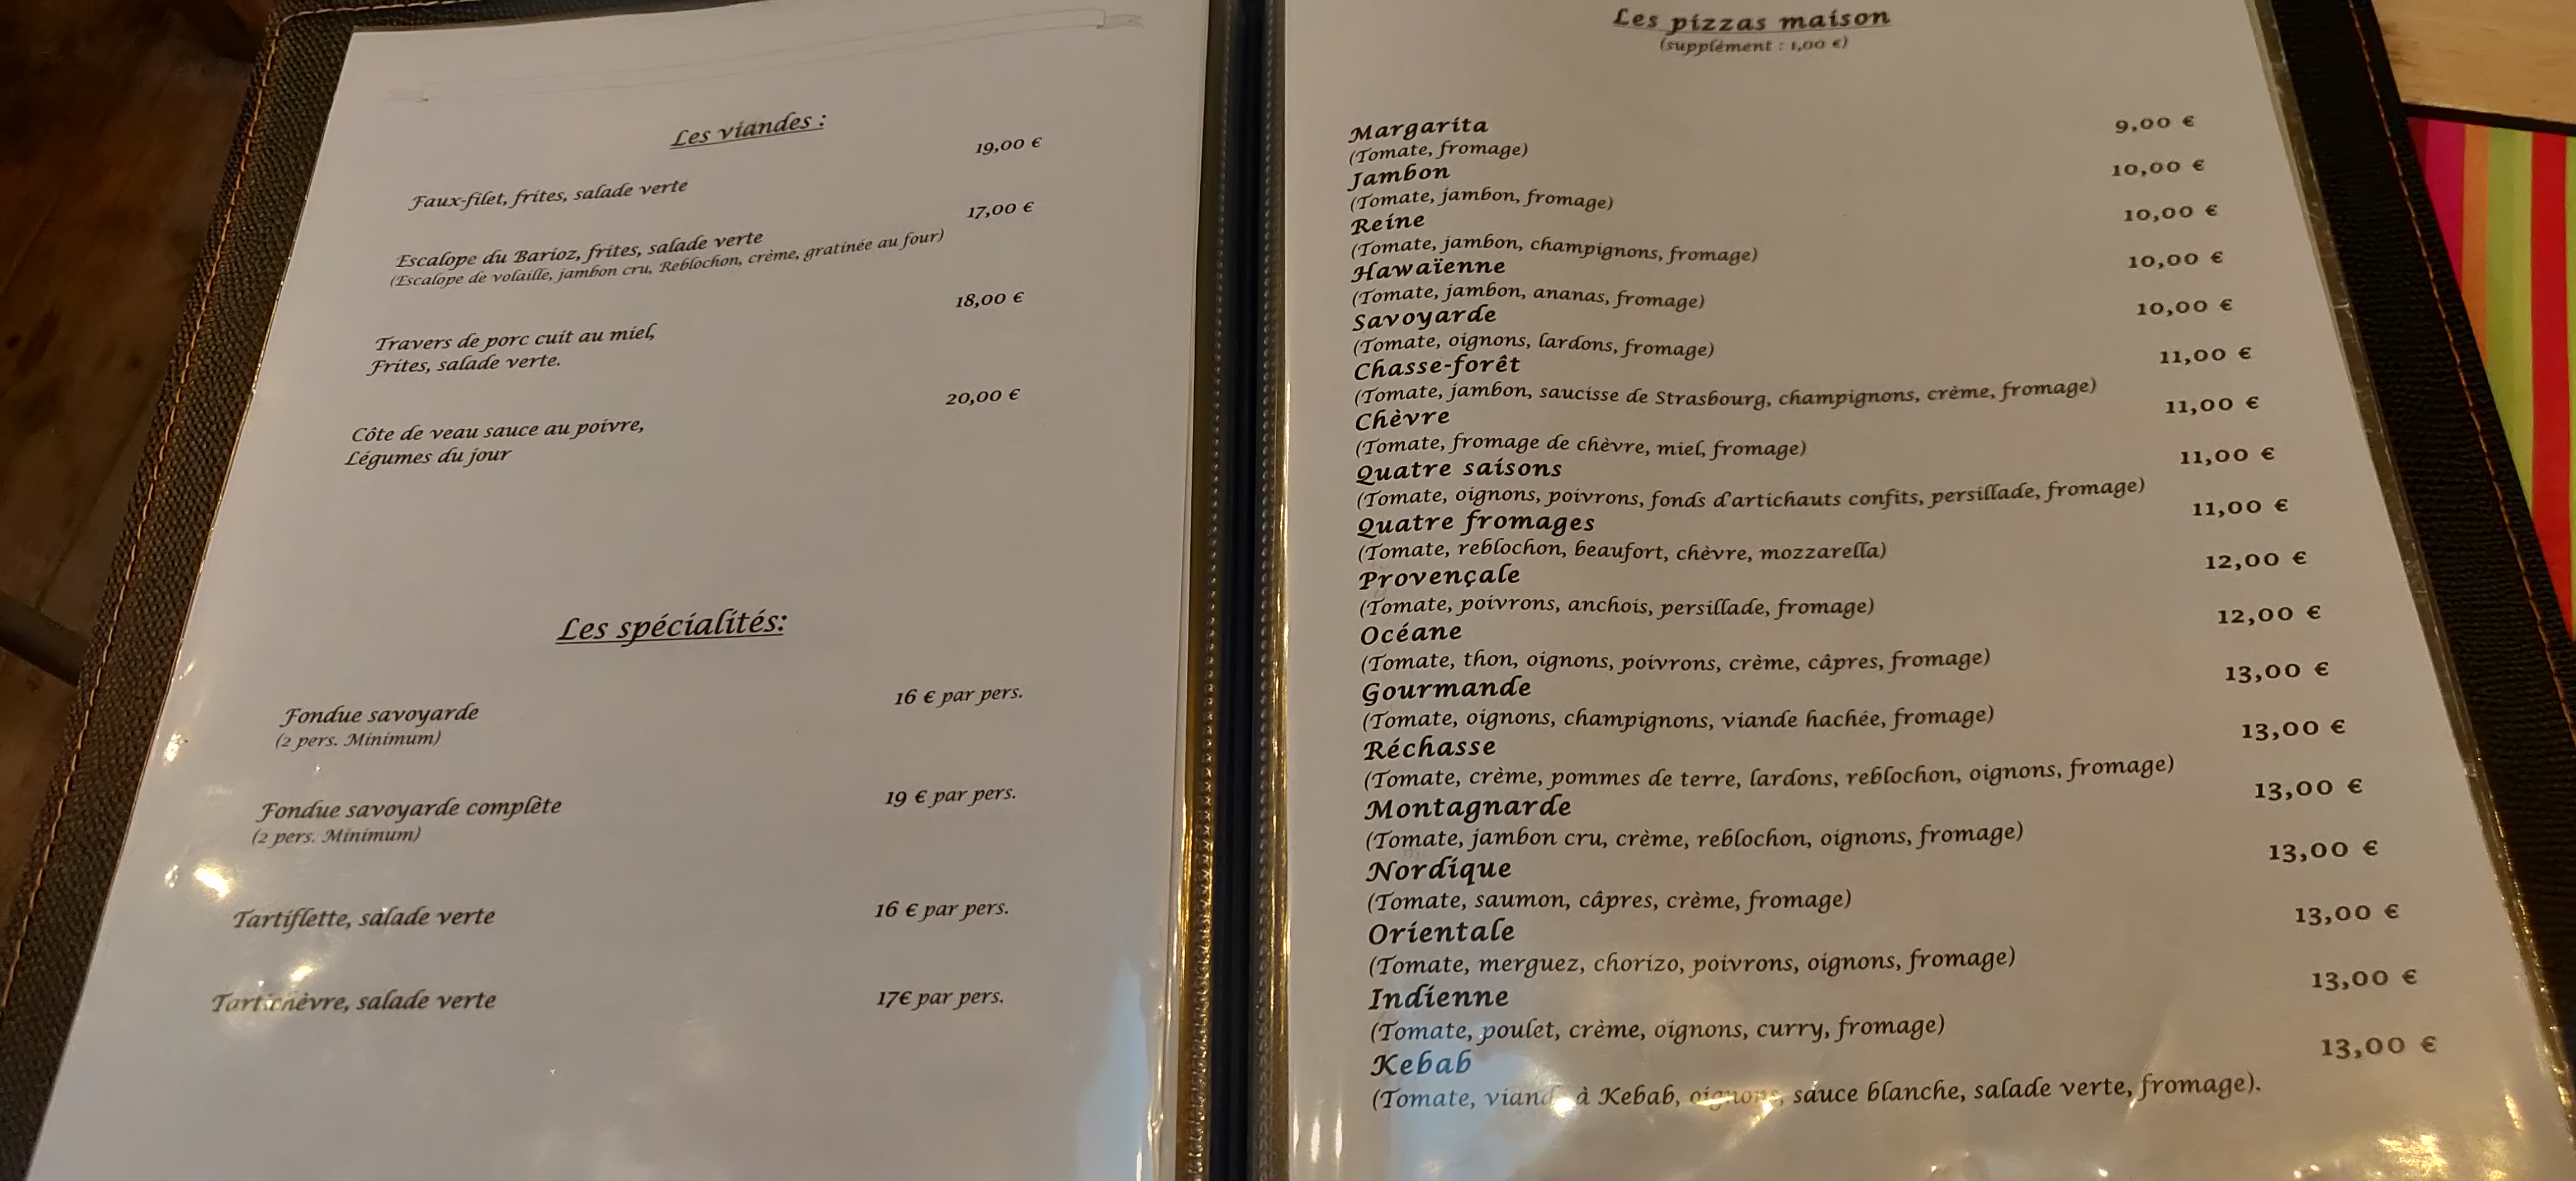 Les viandes :
19,00 €
Faux-filet, frites, salade verte
17,00 €
Escalope du Barioz, frites, salade verte
(Escalope de volaille, jambon cru, Reblochon, crème, gratinée au four)
18,00 €
Travers de porc cuit au miel,
Frites, salade verte.
20,00 €
Côte de veau sauce au poivre,
Légumes du jour
Les spécialités:
Fondue savoyarde 16 € par pers.
(2 pers. Minimum)
Fondue savoyarde complète 19 € par pers.
(2 pers. Minimum)
Tartiflette, salade verte 16 € par pers.
Tartichèvre, salade verte 17€ par pers.
Les pizzas maison
(supplément : 1,00 €)
Margarita 9,00 €
(Tomate, fromage)
Jambon 10,00 €
(Tomate, jambon, fromage)
Reine 10,00 €
(Tomate, jambon, champignons, fromage)
Hawaïenne 10,00 €
(Tomate, jambon, ananas, fromage)
Savoyarde 10,00 €
(Tomate, oignons, lardons, fromage)
Chasse-forêt 11,00 €
(Tomate, jambon, saucisse de Strasbourg, champignons, crème, fromage)
Chèvre 11,00 €
(Tomate, fromage de chèvre, miel, fromage)
Quatre saisons 11,00 €
(Tomate, oignons, poivrons, fonds d'artichauts confits, persillade, fromage)
Quatre fromages 11,00 €
(Tomate, reblochon, beaufort, chèvre, mozzarella)
Provençale 12,00 €
(Tomate, poivrons, anchois, persillade, fromage)
Océane 12,00 €
(Tomate, thon, oignons, poivrons, crème, câpres, fromage)
Gourmande 13,00 €
(Tomate, oignons, champignons, viande hachée, fromage)
Réchasse 13,00 €
(Tomate, crème, pommes de terre, lardons, reblochon, oignons, fromage)
Montagnarde 13,00 €
(Tomate, jambon cru, crème, reblochon, oignons, fromage)
Nordique 13,00 €
(Tomate, saumon, câpres, crème, fromage)
Orientale 13,00 €
(Tomate, merguez, chorizo, poivrons, oignons, fromage)
Indienne 13,00 €
(Tomate, poulet, crème, oignons, curry, fromage)
Kebab 13,00 €
(Tomate, viande à Kebab, oignons, sauce blanche, salade verte, fromage).